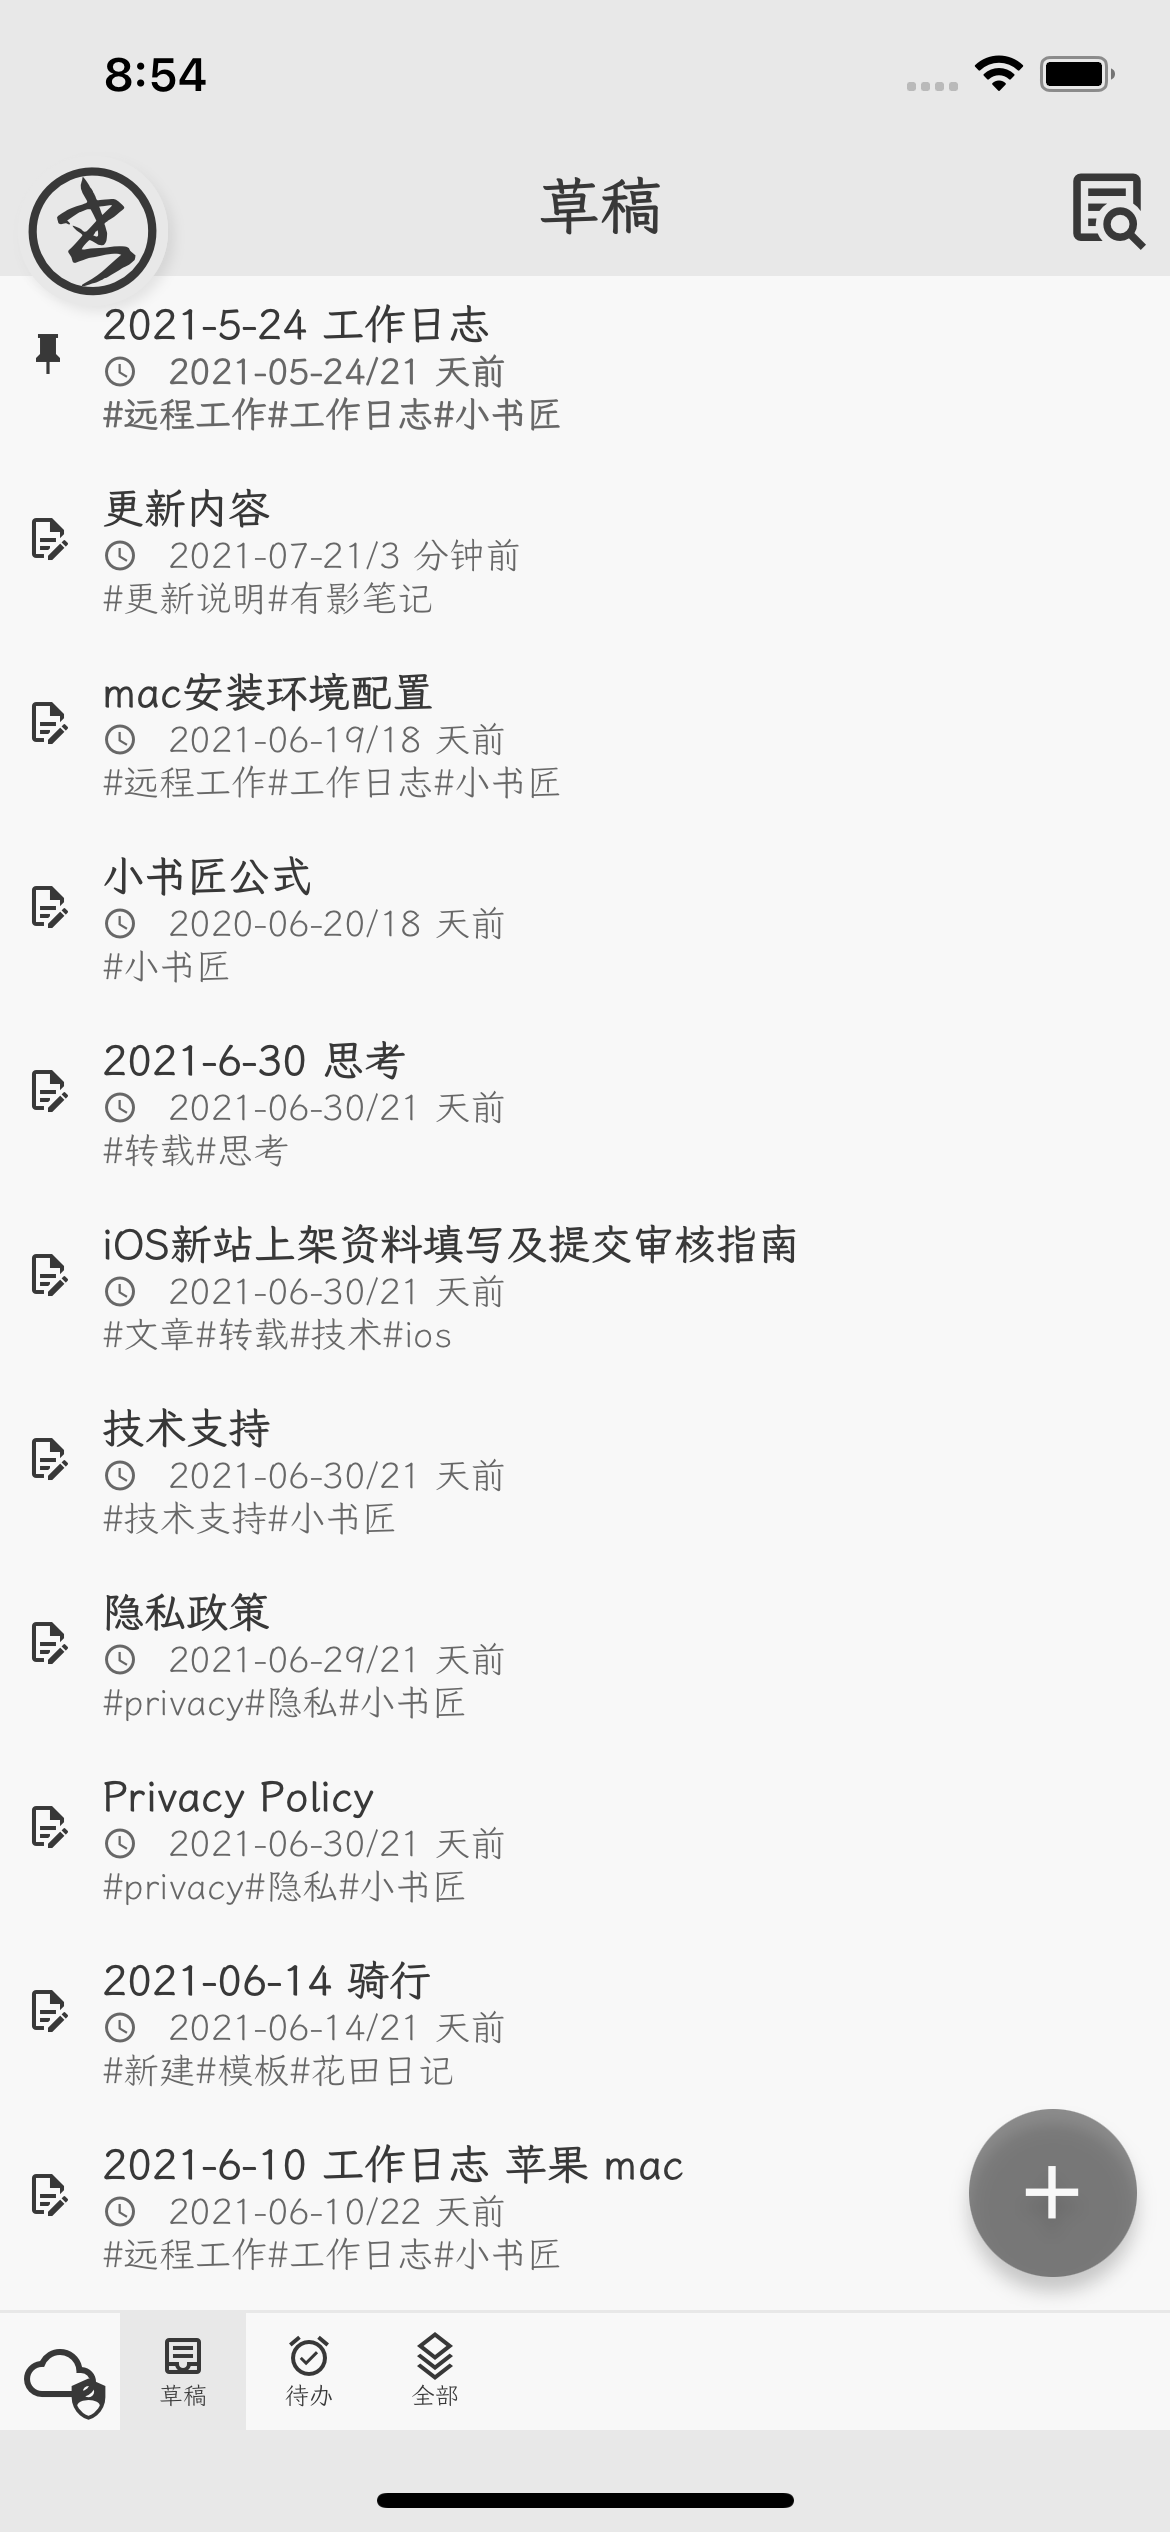 8:54
草稿
2021-5-24 工作日志
2021-05-24/21 天前
#远程工作#工作日志#小书匠
更新内容
2021-07-21/3 分钟前
#更新说明#有影笔记
mac安装环境配置
2021-06-19/18 天前
#远程工作#工作日志#小书匠
小书匠公式
2020-06-20/18 天前
#小书匠
2021-6-30 思考
2021-06-30/21 天前
#转载#思考
iOS新站上架资料填写及提交审核指南
2021-06-30/21 天前
#文章#转载#技术#ios
技术支持
2021-06-30/21 天前
#技术支持#小书匠
隐私政策
2021-06-29/21 天前
#privacy#隐私#小书匠
Privacy Policy
2021-06-30/21 天前
#privacy#隐私#小书匠
2021-06-14 骑行
2021-06-14/21 天前
#新建#模板#花田日记
2021-6-10 工作日志 苹果 mac
2021-06-10/22 天前
#远程工作#工作日志#小书匠
草稿 待办 全部